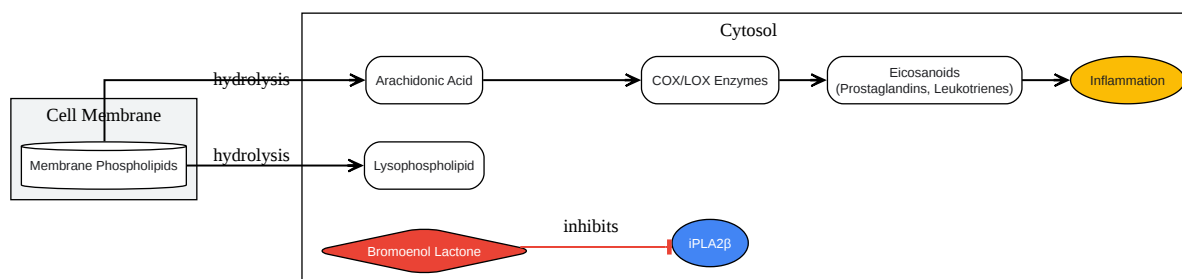 Cytosol
hydrolysis
Arachidonic Acid
COX/LOX Enzymes
Eicosanoids
(Prostaglandins, Leukotrienes)
Inflammation
Cell Membrane
Membrane Phospholipids
hydrolysis
Lysophospholipid
Bromoenol Lactone
inhibits
iPLA2β